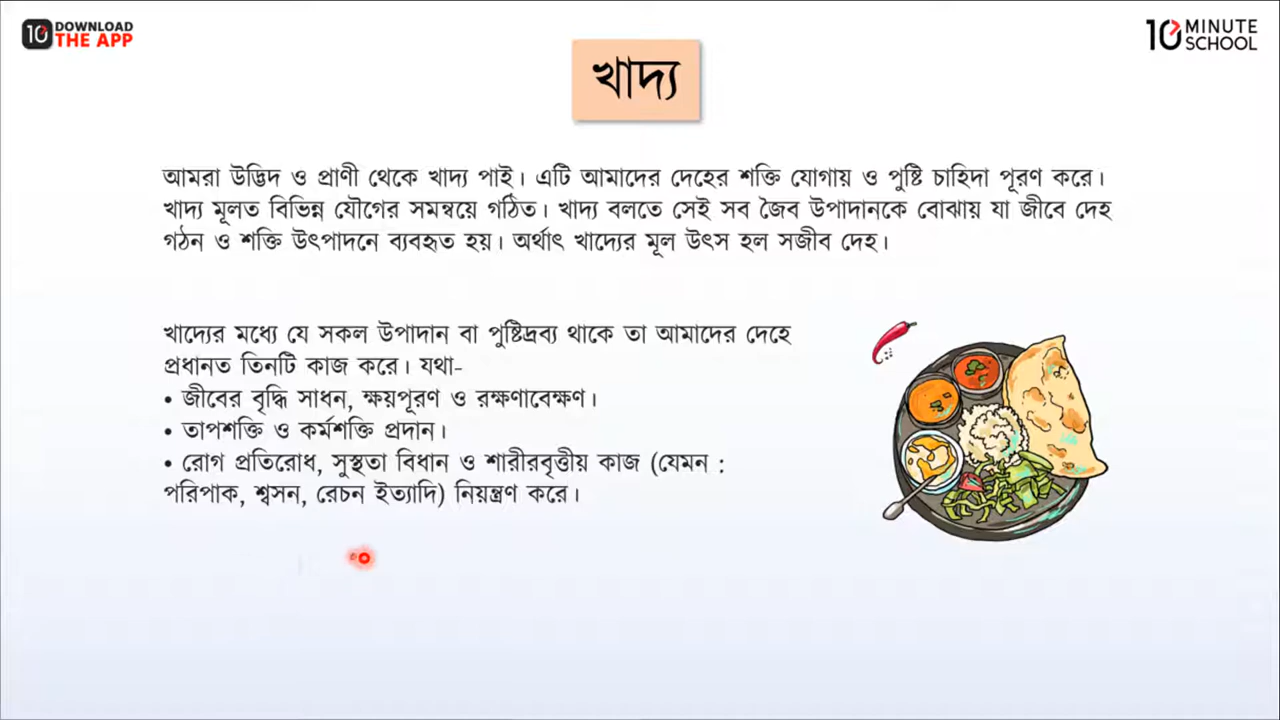 DOWNLOAD
THE APP
10 MINUTE
SCHOOL
খাদ্য
আমরা উদ্ভিদ ও প্রাণী থেকে খাদ্য পাই। এটি আমাদের দেহের শক্তি যোগায় ও পুষ্টি চাহিদা পূরণ করে।
খাদ্য মূলত বিভিন্ন যৌগের সমন্বয়ে গঠিত। খাদ্য বলতে সেই সব জৈব উপাদানকে বোঝায় যা জীবে দেহ
গঠন ও শক্তি উৎপাদনে ব্যবহৃত হয়। অর্থাৎ খাদ্যের মূল উৎস হল সজীব দেহ।
খাদ্যের মধ্যে যে সকল উপাদান বা পুষ্টিদ্রব্য থাকে তা আমাদের দেহে
প্রধানত তিনটি কাজ করে। যথা-
• জীবের বৃদ্ধি সাধন, ক্ষয়পূরণ ও রক্ষণাবেক্ষণ।
• তাপশক্তি ও কর্মশক্তি প্রদান।
• রোগ প্রতিরোধ, সুস্থতা বিধান ও শারীরবৃত্তীয় কাজ (যেমন :
পরিপাক, শ্বসন, রেচন ইত্যাদি) নিয়ন্ত্রণ করে।